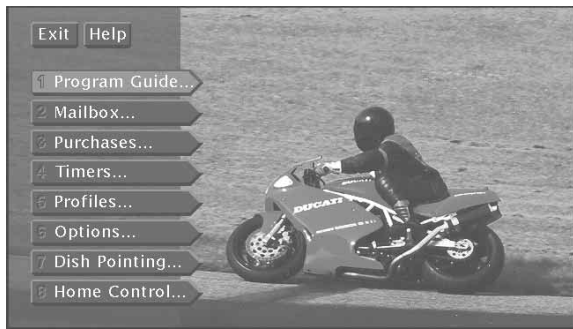 Exit Help
1 Program Guide...
2 Mailbox...
3 Purchases...
4 Timers...
5 Profiles...
6 Options...
7 Dish Pointing...
8 Home Control...
DUCATI